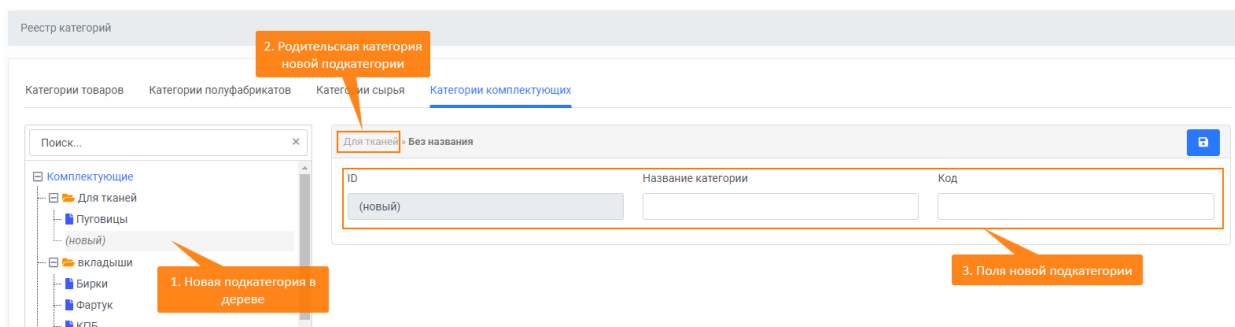 Реестр категорий
2. Родительская категория
новой подкатегории
Категории товаров Категории полуфабрикатов Категории сырья Категории комплектующих
Поиск... ×
Для тканей » Без названия
Комплектующие
Для тканей
Пуговицы
(новый)
вкладыши
Бирки
Фартук
КПБ
1. Новая подкатегория в
дереве
ID Название категории Код
(новый)
3. Поля новой подкатегории